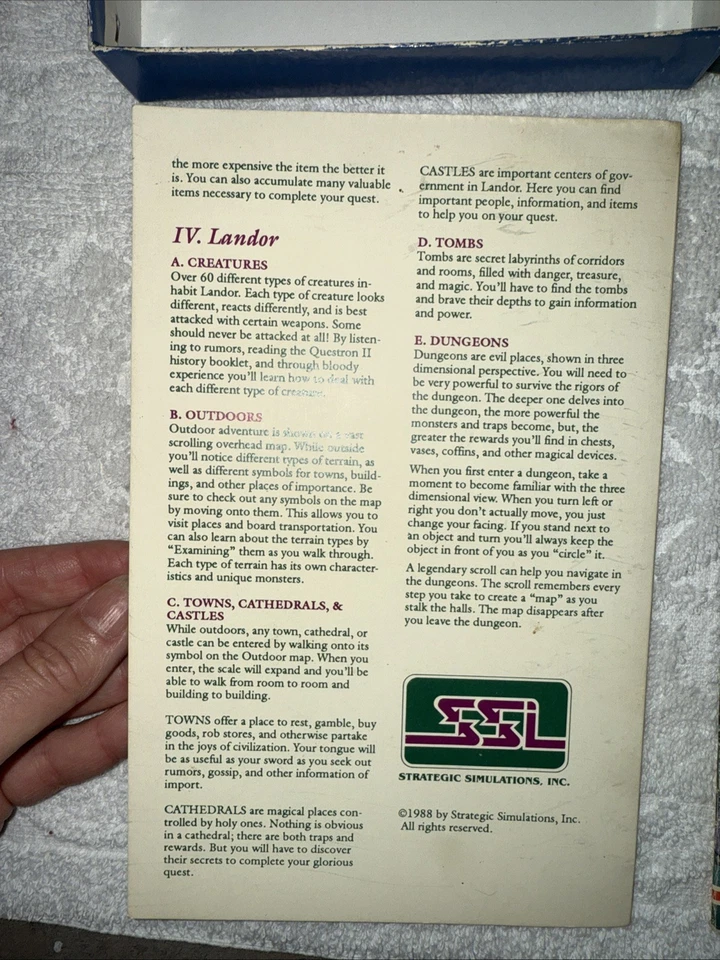 the more expensive the item the better it
is. You can also accumulate many valuable
items necessary to complete your quest.
IV. Landor
A. CREATURES
Over 60 different types of creatures in-
habit Landor. Each type of creature looks
different, reacts differently, and is best
attacked with certain weapons. Some
should never be attacked at all! By listen-
ing to rumors, reading the Questron II
history booklet, and through bloody
experience you'll learn how to deal with
each different type of creature.
B. OUTDOORS
Outdoor adventure is shown on a vast
scrolling overhead map. While outside
you'll notice different types of terrain, as
well as different symbols for towns, build-
ings, and other places of importance. Be
sure to check out any symbols on the map
by moving onto them. This allows you to
visit places and board transportation. You
can also learn about the terrain types by
"Examining" them as you walk through.
Each type of terrain has its own character-
istics and unique monsters.
C. TOWNS, CATHEDRALS, &
CASTLES
While outdoors, any town, cathedral, or
castle can be entered by walking onto its
symbol on the Outdoor map. When you
enter, the scale will expand and you'll be
able to walk from room to room and
building to building.
TOWNS offer a place to rest, gamble, buy
goods, rob stores, and otherwise partake
in the joys of civilization. Your tongue will
be as useful as your sword as you seek out
rumors, gossip, and other information of
import.
CATHEDRALS are magical places con-
trolled by holy ones. Nothing is obvious
in a cathedral; there are both traps and
rewards. But you will have to discover
their secrets to complete your glorious
quest.
CASTLES are important centers of gov-
ernment in Landor. Here you can find
important people, information, and items
to help you on your quest.
D. TOMBS
Tombs are secret labyrinths of corridors
and rooms, filled with danger, treasure,
and magic. You'll have to find the tombs
and brave their depths to gain information
and power.
E. DUNGEONS
Dungeons are evil places, shown in three
dimensional perspective. You will need to
be very powerful to survive the rigors of
the dungeon. The deeper one delves into
the dungeon, the more powerful the
monsters and traps become, but, the
greater the rewards you'll find in chests,
vases, coffins, and other magical devices.
When you first enter a dungeon, take a
moment to become familiar with the three
dimensional view. When you turn left or
right you don't actually move, you just
change your facing. If you stand next to
an object and turn you'll always keep the
object in front of you as you "circle" it.
A legendary scroll can help you navigate in
the dungeons. The scroll remembers every
step you take to create a "map" as you
stalk the halls. The map disappears after
you leave the dungeon.
SSI
STRATEGIC SIMULATIONS, INC.
©1988 by Strategic Simulations, Inc.
All rights reserved.